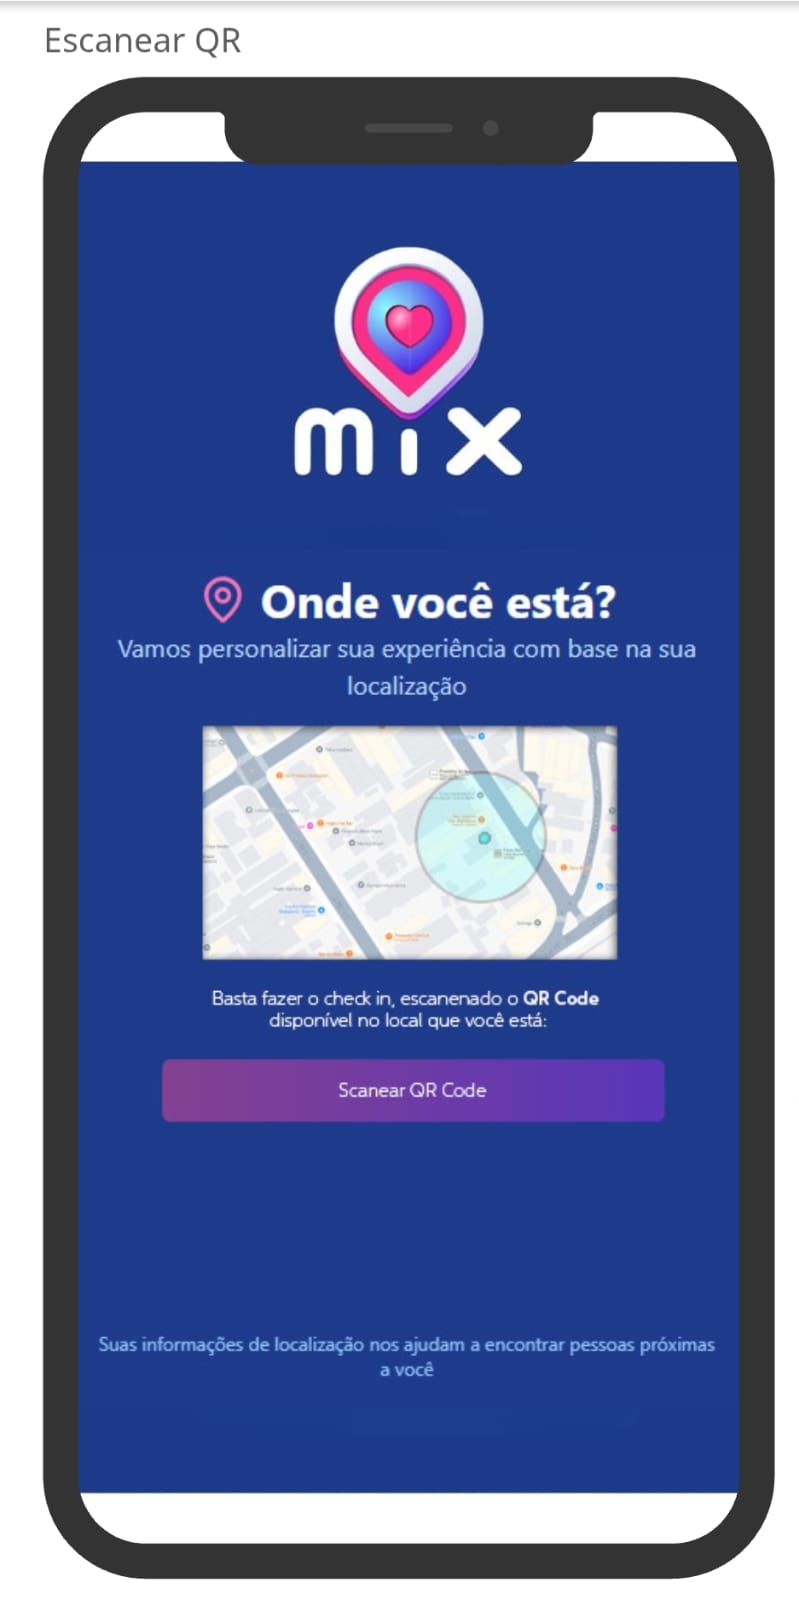 Escanear QR
mix
Onde você está?
Vamos personalizar sua experiência com base na sua
localização
Basta fazer o check in, escanenado o QR Code
disponível no local que você está:
Scanear QR Code
Suas informações de localização nos ajudam a encontrar pessoas próximas
a você